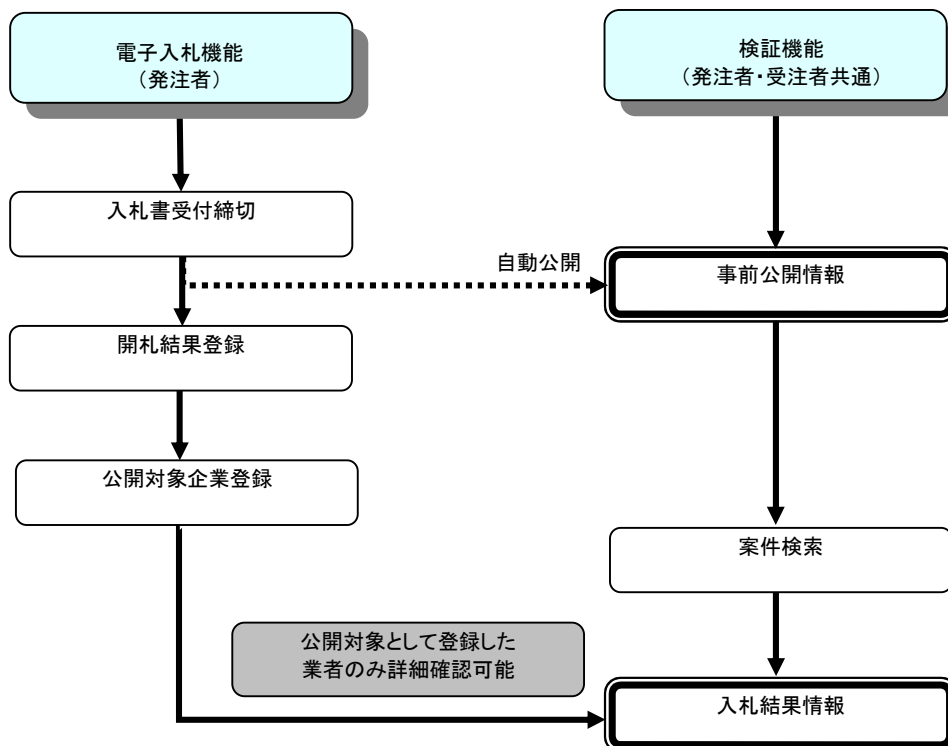 電子入札機能
（発注者）
検証機能
（発注者・受注者共通）
入札書受付締切
自動公開
事前公開情報
開札結果登録
公開対象企業登録
案件検索
公開対象として登録した
業者のみ詳細確認可能
入札結果情報